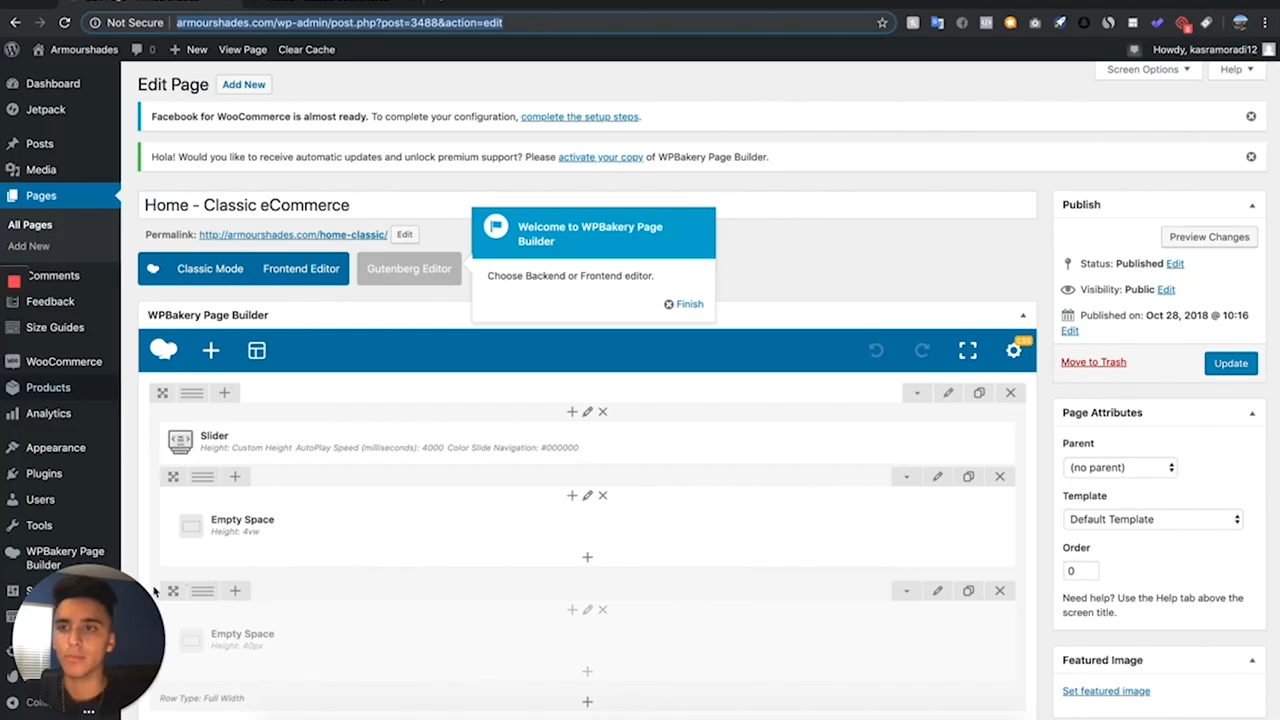 Not Secure armourshades.com/wp-admin/post.php?post=3488&action=edit
Armourshades 0 New View Page Clear Cache Howdy, kasramoradi12
Screen Options Help
Edit Page Add New
Facebook for WooCommerce is almost ready. To complete your configuration, complete the setup steps.
Hola! Would you like to receive automatic updates and unlock premium support? Please activate your copy of WPBakery Page Builder.
Dashboard
Jetpack
Posts
Media
Pages
All Pages
Add New
Comments
Feedback
Size Guides
WooCommerce
Products
Analytics
Appearance
Plugins
Users
Tools
WPBakery Page
Builder
Home - Classic eCommerce
Permalink: http://armourshades.com/home-classic/ Edit
Classic Mode Frontend Editor Gutenberg Editor
Welcome to WPBakery Page
Builder
Choose Backend or Frontend editor.
Finish
WPBakery Page Builder
CSS
Slider
Height: Custom Height AutoPlay Speed (milliseconds): 4000 Color Slide Navigation: #000000
Empty Space
Height: 4vw
Empty Space
Height: 40px
Row Type: Full Width
Publish
Preview Changes
Status: Published Edit
Visibility: Public Edit
Published on: Oct 28, 2018 @ 10:16
Edit
Move to Trash Update
Page Attributes
Parent
(no parent)
Template
Default Template
Order
0
Need help? Use the Help tab above the
screen title.
Featured Image
Set featured image